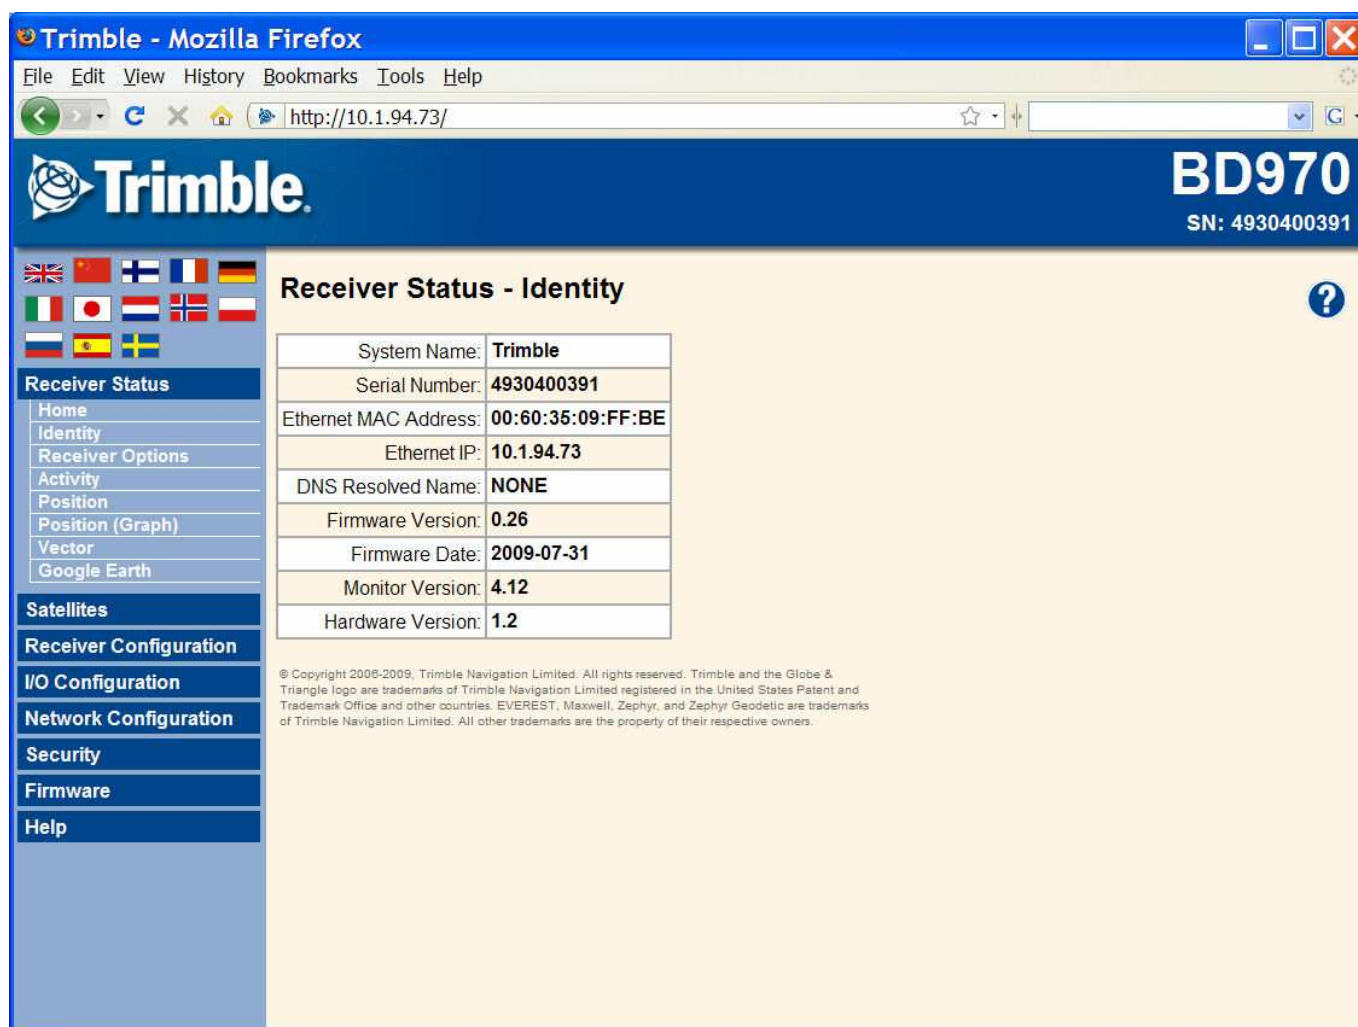 Trimble - Mozilla Firefox
File Edit View History Bookmarks Tools Help
http://10.1.94.73/
G
Trimble.
BD970
SN: 4930400391
Receiver Status - Identity
?
System Name: Trimble
Serial Number: 4930400391
Ethernet MAC Address: 00:60:35:09:FF:BE
Ethernet IP: 10.1.94.73
DNS Resolved Name: NONE
Firmware Version: 0.26
Firmware Date: 2009-07-31
Monitor Version: 4.12
Hardware Version: 1.2
Receiver Status
Home
Identity
Receiver Options
Activity
Position
Position (Graph)
Vector
Google Earth
Satellites
Receiver Configuration
I/O Configuration
Network Configuration
Security
Firmware
Help
© Copyright 2006-2009, Trimble Navigation Limited. All rights reserved. Trimble and the Globe &
Triangle logo are trademarks of Trimble Navigation Limited registered in the United States Patent and
Trademark Office and other countries. EVEREST, Maxwell, Zephyr, and Zephyr Geodetic are trademarks
of Trimble Navigation Limited. All other trademarks are the property of their respective owners.